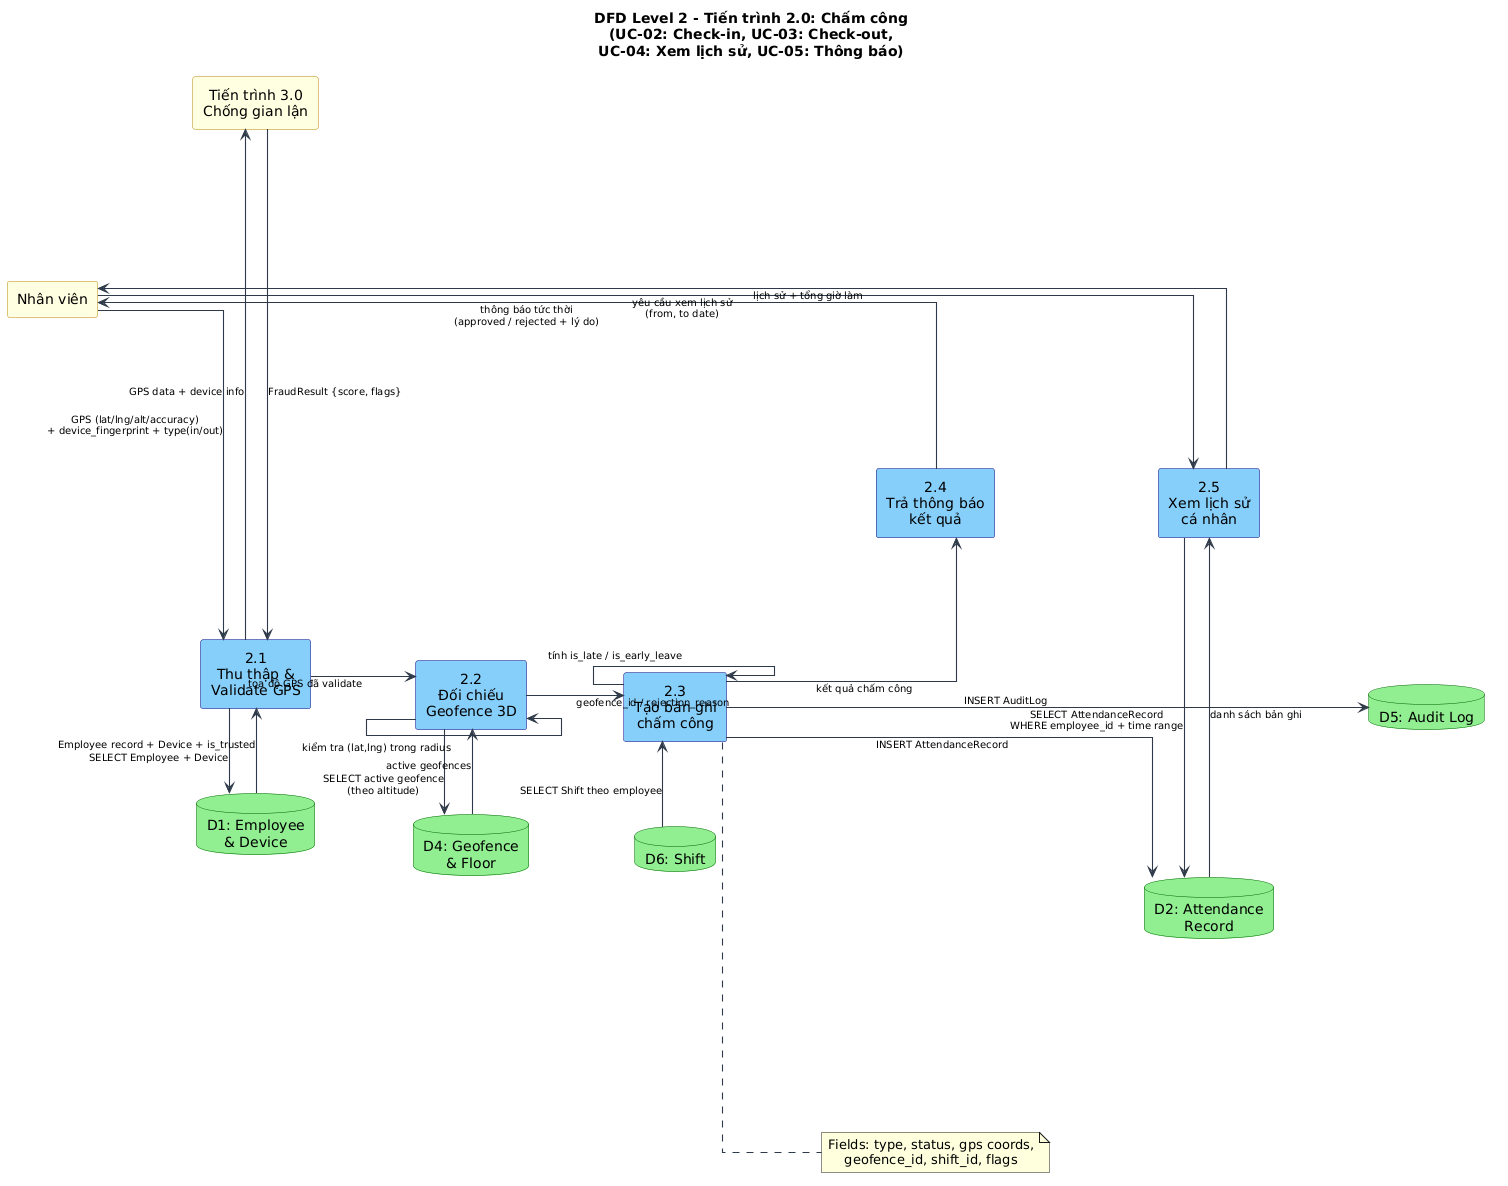 DFD Level 2 - Tiến trình 2.0: Chấm công
(UC-02: Check-in, UC-03: Check-out,
UC-04: Xem lịch sử, UC-05: Thông báo)
Tiến trình 3.0
Chống gian lận
Nhân viên
lịch sử + tổng giờ làm
yêu cầu xem lịch sử
(from, to date)
thông báo tức thời
(approved / rejected + lý do)
GPS data + device info
FraudResult {score, flags}
GPS (lat/lng/alt/accuracy)
+ device_fingerprint + type(in/out)
2.4
Trả thông báo
kết quả
2.5
Xem lịch sử
cá nhân
2.1
Thu thập &
Validate GPS
tọa độ GPS đã validate
2.2
Đối chiếu
Geofence 3D
tính is_late / is_early_leave
2.3
Tạo bản ghi
chấm công
geofence_id / rejection_reason
kết quả chấm công
INSERT AuditLog
SELECT AttendanceRecord
WHERE employee_id + time range
danh sách bản ghi
D5: Audit Log
INSERT AttendanceRecord
Employee record + Device + is_trusted
SELECT Employee + Device
kiểm tra (lat,lng) trong radius
active geofences
SELECT active geofence
(theo altitude)
SELECT Shift theo employee
D1: Employee
& Device
D4: Geofence
& Floor
D6: Shift
D2: Attendance
Record
Fields: type, status, gps coords,
geofence_id, shift_id, flags